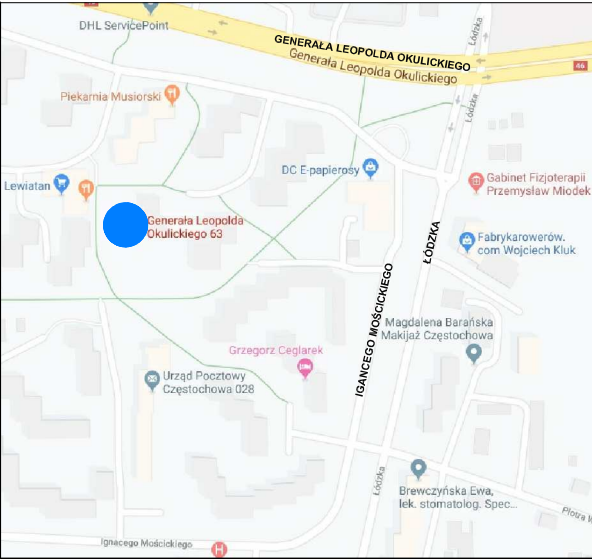 DHL ServicePoint
GENERAŁA LEOPOLDA OKULICKIEGO
Generała Leopolda Okulickiego
46
Łódzka
Łódzka
Piekarnia Musiorski
DC E-papierosy
Gabinet Fizjoterapii
Przemysław Miodek
Lewiatan
Generała Leopolda
Okulickiego 63
ŁÓDZKA
Fabrykarowerów.
com Wojciech Kluk
IGANCEGO MOŚCICKIEGO
Magdalena Barańska
Makijaż Częstochowa
Grzegorz Ceglarek
Urząd Pocztowy
Częstochowa 028
Łódzka
Brewczyńska Ewa,
lek. stomatolog. Spec...
Piotra W
Ignacego Mościckiego
H